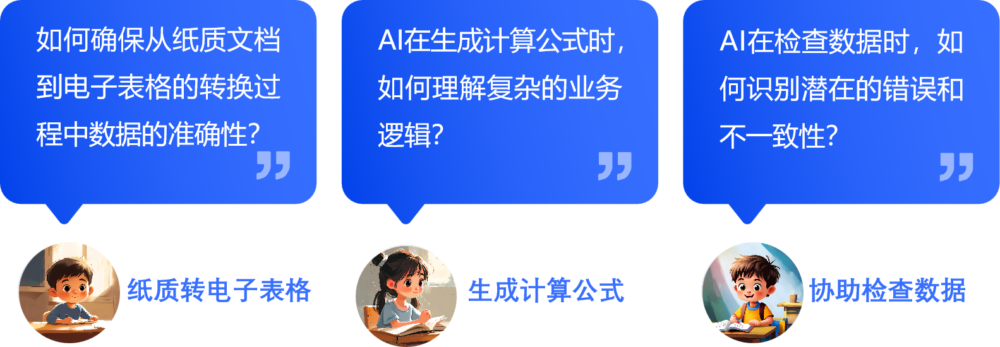 如何确保从纸质文档
到电子表格的转换过
程中数据的准确性？
AI在生成计算公式时，
如何理解复杂的业务
逻辑？
AI在检查数据时，如
何识别潜在的错误和
不一致性？
纸质转电子表格
生成计算公式
协助检查数据